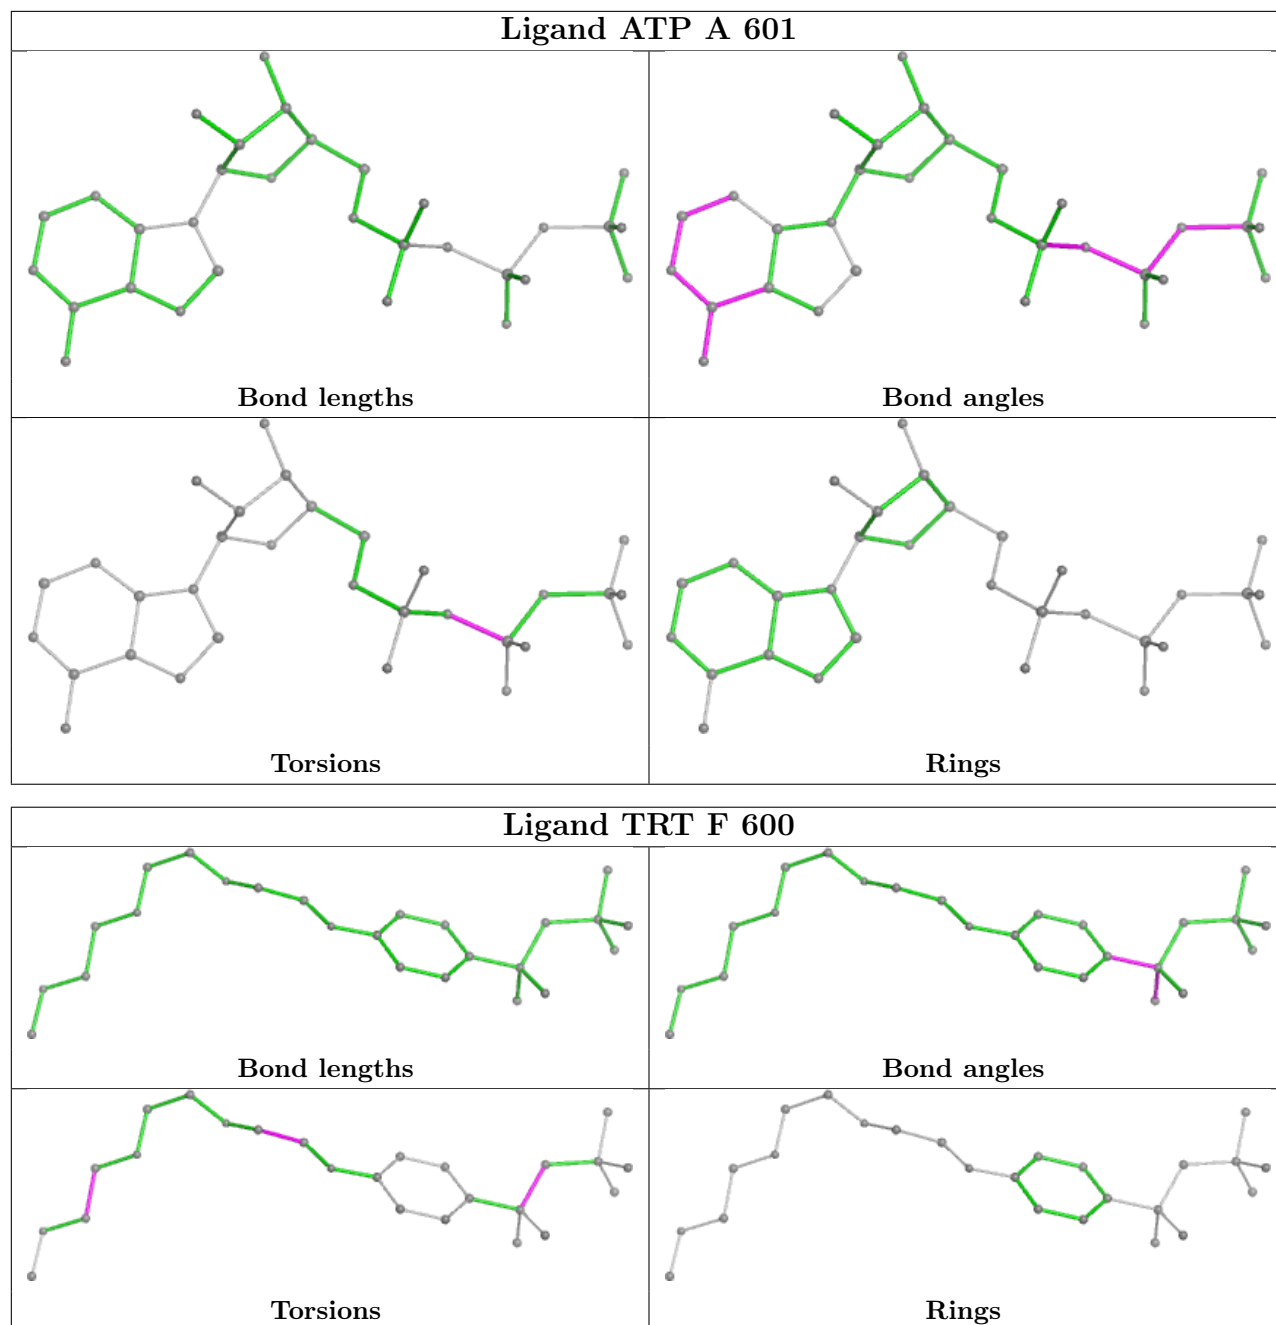 Ligand ATP A 601
Bond lengths
Bond angles
Torsions
Rings
Ligand TRT F 600
Bond lengths
Bond angles
Torsions
Rings